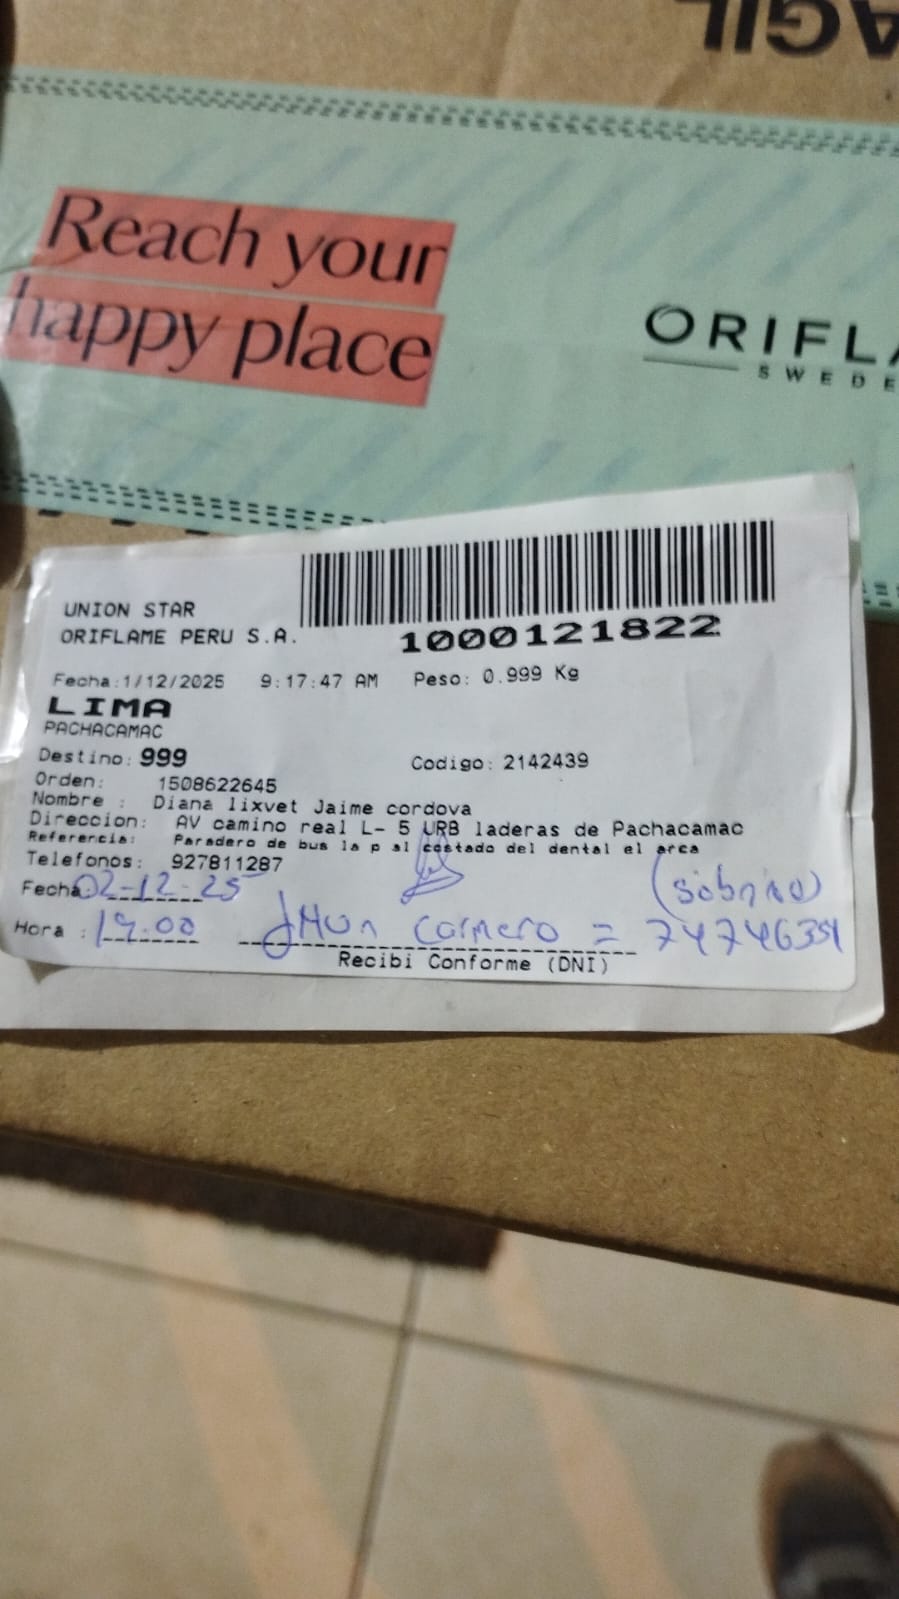 Reach your
happy place
ORIFLA
SWEDE
UNION STAR
ORIFLAME PERU S.A.
1000121822
Fecha:1/12/2025 9:17:47 AM Peso: 0.999 Kg
LIMA
PACHACAMAC
Destino: 999 Codigo: 2142439
Orden: 1508622645
Nombre : Diana lixvet Jaime cordova
Direccion: AV camino real L- 5 URB laderas de Pachacamac
Referencia: Paradero de bus la p al costado del dental el arca
Telefonos: 927811287
Fecha: 02-12-25 (sobrino)
Hora : 19:00 Jhon Carnero =
Recibi Conforme (DNI)